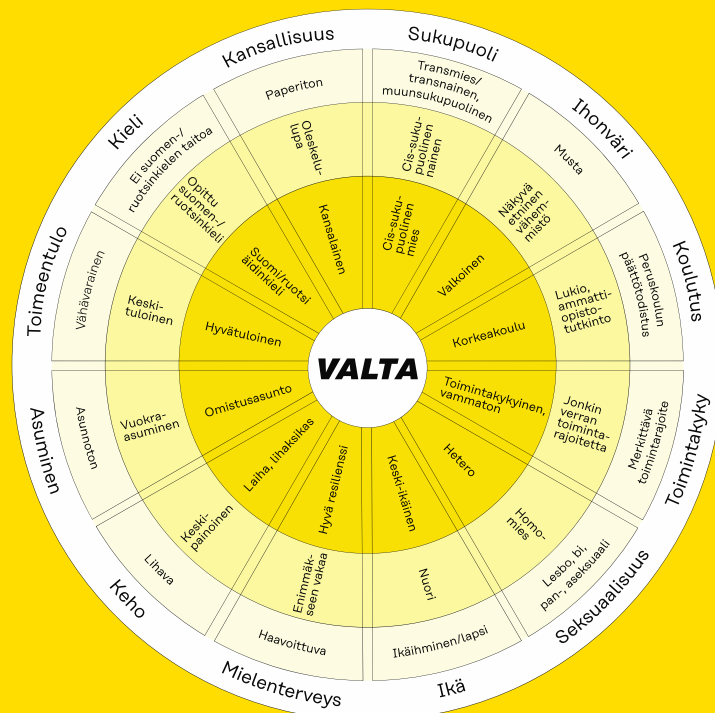 Sukupuoli
Transmies/
transnainen,
muunsukupuolinen
Cis-suku-
puolinen
nainen
Cis-suku-
puolinen
mies
Ihonväri
Musta
Näkyvä
etninen
vähem-
mistö
Valkoinen
Koulutus
Peruskoulun
päättötodistus
Lukio,
ammatti-
opisto-
tutkinto
Korkeakoulu
Toimintakyky
Merkittävä
toimintarajoite
Jonkin
verran
toiminta-
rajoitetta
Toimintakykyinen,
vammaton
Seksuaalisuus
Lesbo, bi,
pan-, aseksuaali
Homo-
mies
Hetero
Ikä
Ikäihminen/lapsi
Nuori
Keski-ikäinen
Mielenterveys
Haavoittuva
Enimmäk-
seen vakaa
Hyvä resilienssi
Keho
Lihava
Keski-
painoinen
Laiha, lihaksikas
Asuminen
Asunnoton
Vuokra-
asuminen
Omistusasunto
Toimeentulo
Vähävarainen
Keski-
tuloinen
Hyvätuloinen
Kieli
Ei suomen-/
ruotsinkielen taitoa
Opittu
suomen-/
ruotsinkieli
Suomi/ruotsi
äidinkieli
Kansallisuus
Paperiton
Oleskelu-
lupa
Kansalainen
VALTA